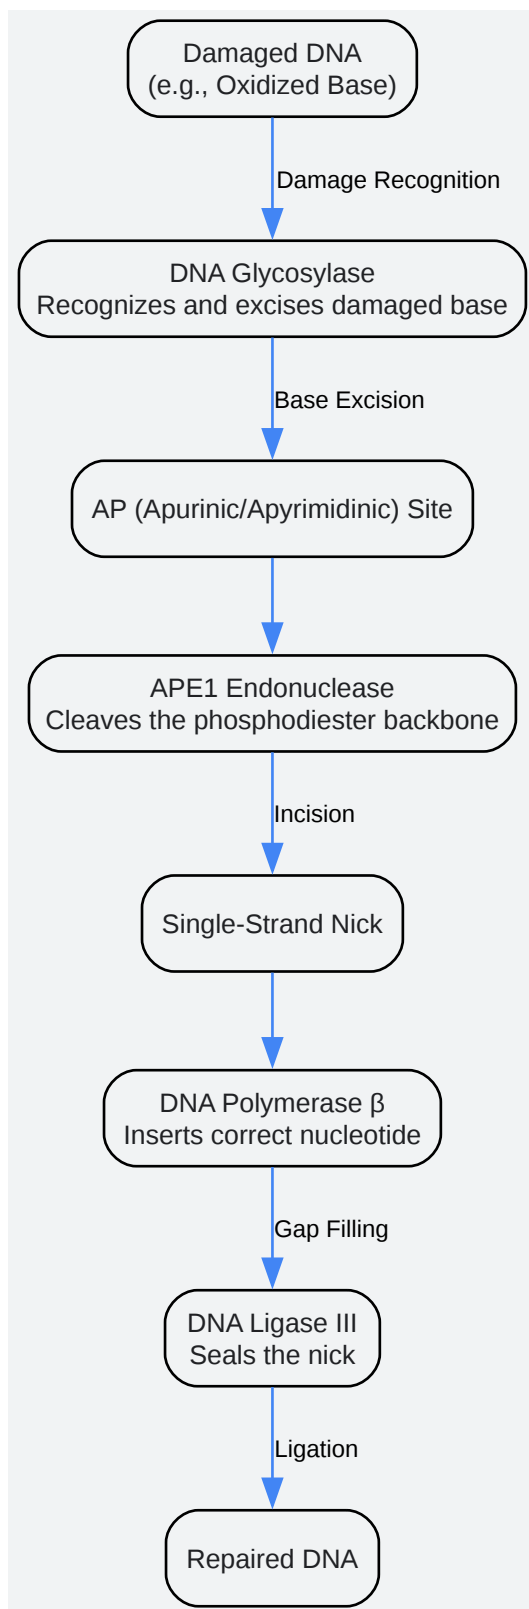 Damaged DNA
(e.g., Oxidized Base)
Damage Recognition
DNA Glycosylase
Recognizes and excises damaged base
Base Excision
AP (Apurinic/Apyrimidinic) Site
APE1 Endonuclease
Cleaves the phosphodiester backbone
Incision
Single-Strand Nick
DNA Polymerase β
Inserts correct nucleotide
Gap Filling
DNA Ligase III
Seals the nick
Ligation
Repaired DNA